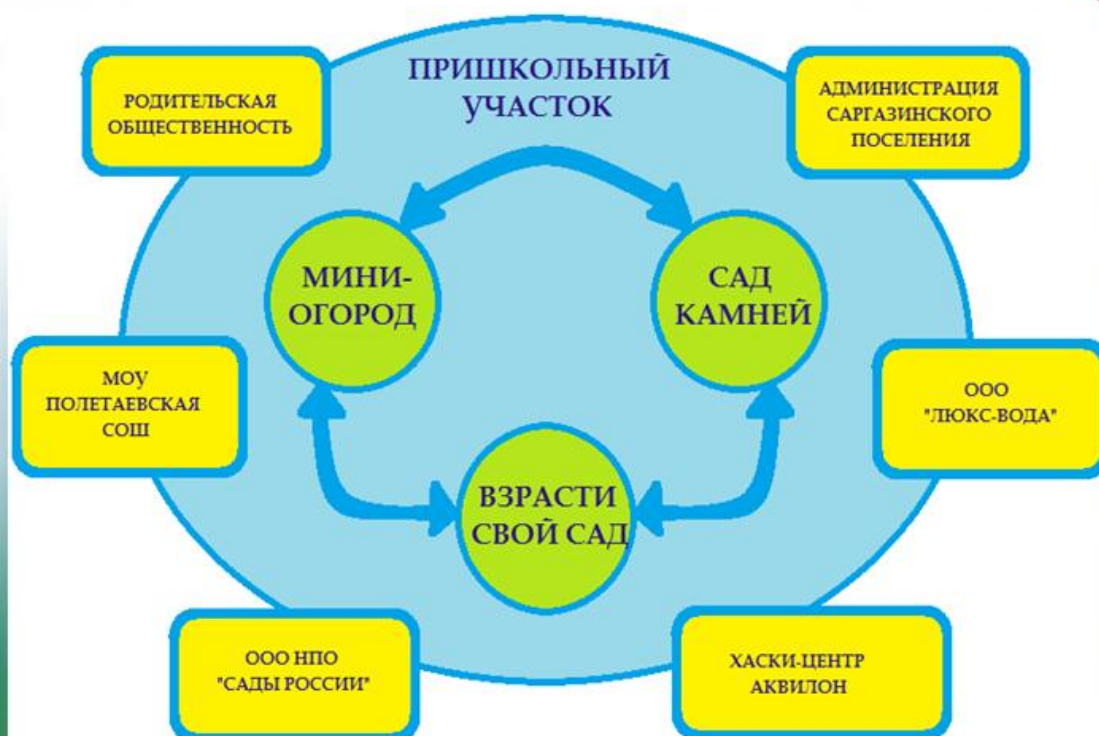 ПРИШКОЛЬНЫЙ
УЧАСТОК
РОДИТЕЛЬСКАЯ
ОБЩЕСТВЕННОСТЬ
АДМИНИСТРАЦИЯ
САРГАЗИНСКОГО
ПОСЕЛЕНИЯ
МИНИ-
ОГОРОД
САД
КАМНЕЙ
МОУ
ПОЛЕТАЕВСКАЯ
СОШ
ООО
"ЛЮКС-ВОДА"
ВЗРАСТИ
СВОЙ САД
ООО НПО
"САДЫ РОССИИ"
ХАСКИ-ЦЕНТР
АКВИЛОН